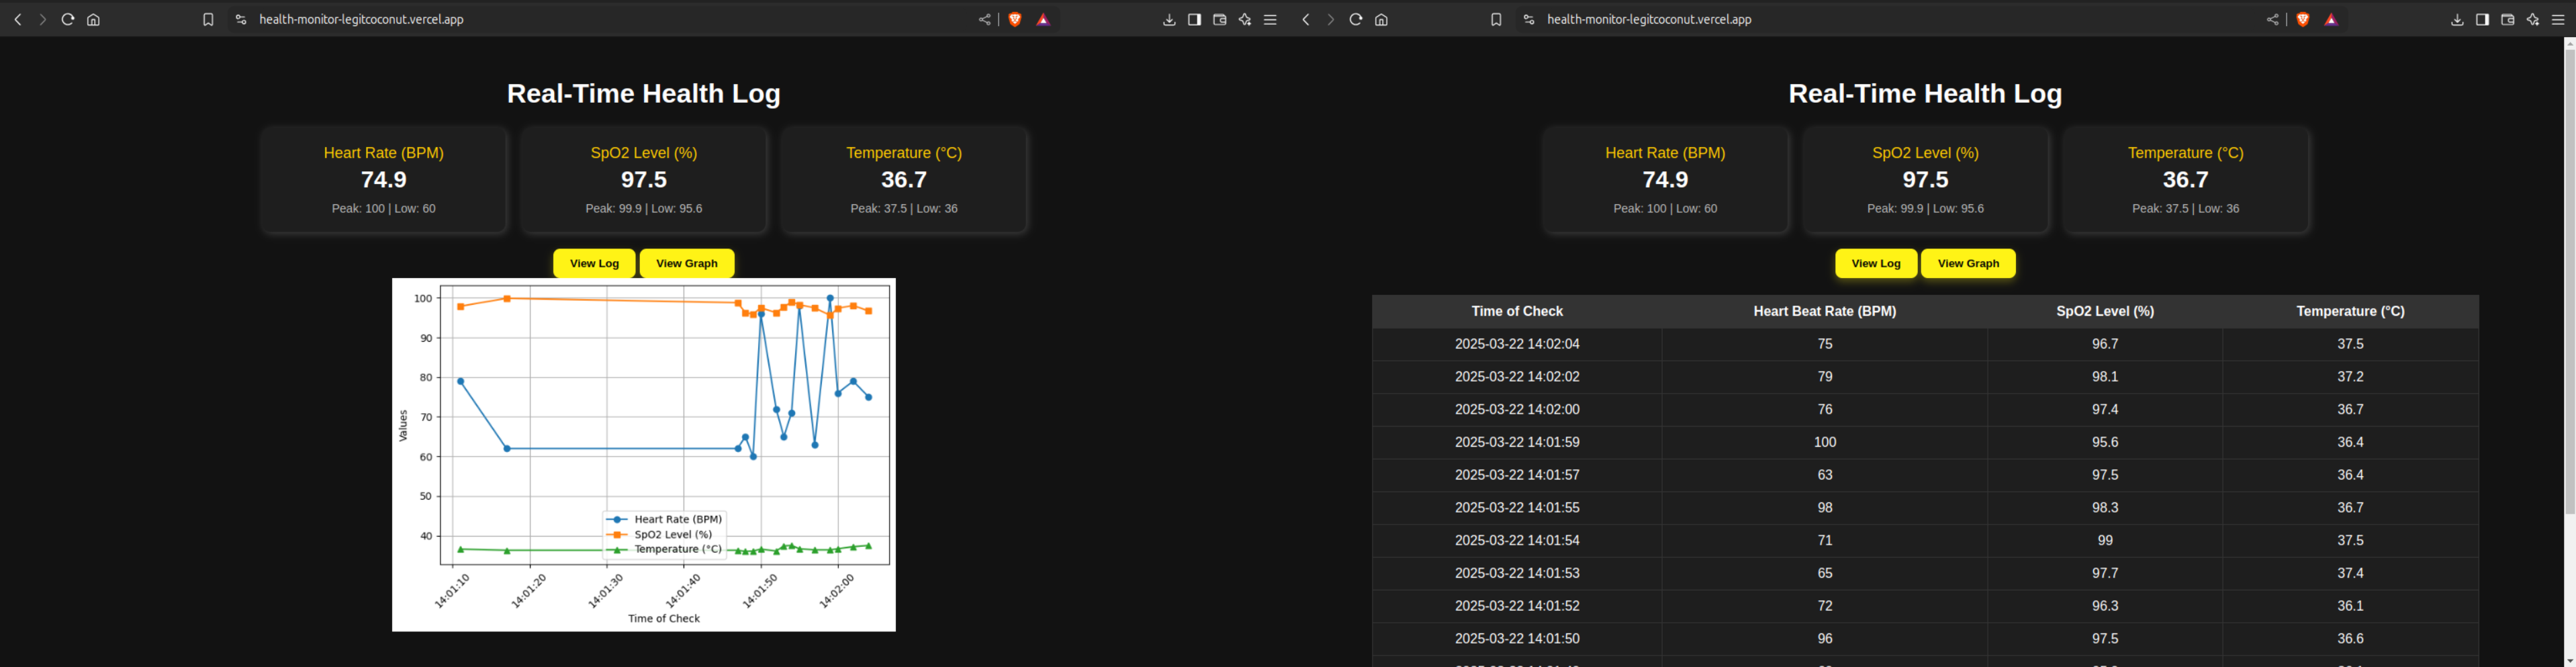 health-monitor-legitcoconut.vercel.app
Real-Time Health Log
Heart Rate (BPM) SpO2 Level (%) Temperature (°C)
74.9 97.5 36.7
Peak: 100 | Low: 60 Peak: 99.9 | Low: 95.6 Peak: 37.5 | Low: 36
View Log View Graph
100
90
80
70
60
50
40
Values
Heart Rate (BPM)
SpO2 Level (%)
Temperature (°C)
14:01:10 14:01:20 14:01:30 14:01:40 14:01:50 14:02:00
Time of Check
health-monitor-legitcoconut.vercel.app
Real-Time Health Log
Heart Rate (BPM) SpO2 Level (%) Temperature (°C)
74.9 97.5 36.7
Peak: 100 | Low: 60 Peak: 99.9 | Low: 95.6 Peak: 37.5 | Low: 36
View Log View Graph
Time of Check Heart Beat Rate (BPM) SpO2 Level (%) Temperature (°C)
2025-03-22 14:02:04 75 96.7 37.5
2025-03-22 14:02:02 79 98.1 37.2
2025-03-22 14:02:00 76 97.4 36.7
2025-03-22 14:01:59 100 95.6 36.4
2025-03-22 14:01:57 63 97.5 36.4
2025-03-22 14:01:55 98 98.3 36.7
2025-03-22 14:01:54 71 99 37.5
2025-03-22 14:01:53 65 97.7 37.4
2025-03-22 14:01:52 72 96.3 36.1
2025-03-22 14:01:50 96 97.5 36.6